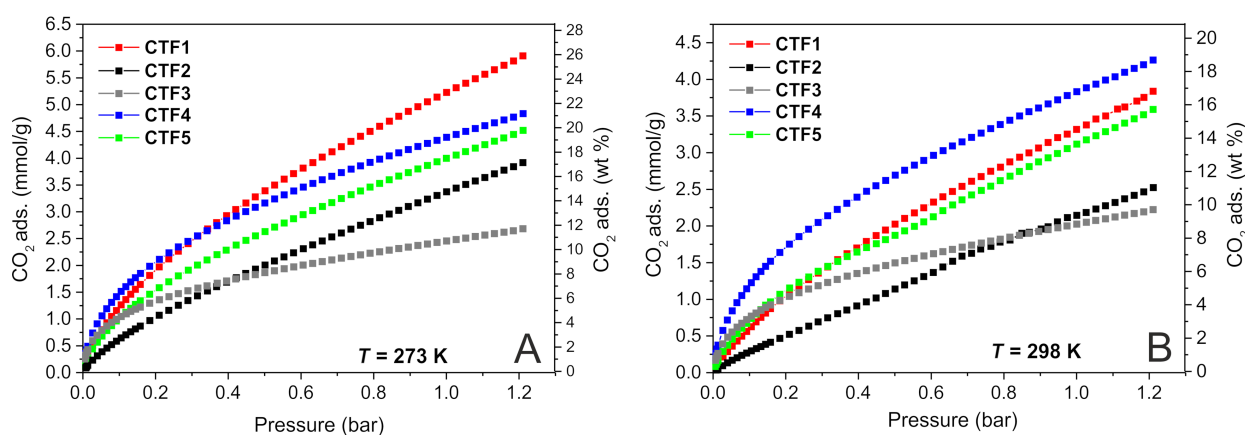 6.5
6.0
5.5
5.0
4.5
4.0
3.5
3.0
2.5
2.0
1.5
1.0
0.5
0.0
CO2 ads. (mmol/g)
CTF1
CTF2
CTF3
CTF4
CTF5
T = 273 K
A
28
26
24
22
20
18
16
14
12
10
8
6
4
2
0
CO2 ads. (wt %)
0.0 0.2 0.4 0.6 0.8 1.0 1.2
Pressure (bar)
4.5
4.0
3.5
3.0
2.5
2.0
1.5
1.0
0.5
0.0
CO2 ads. (mmol/g)
CTF1
CTF2
CTF3
CTF4
CTF5
T = 298 K
B
20
18
16
14
12
10
8
6
4
2
0
CO2 ads. (wt %)
0.0 0.2 0.4 0.6 0.8 1.0 1.2
Pressure (bar)